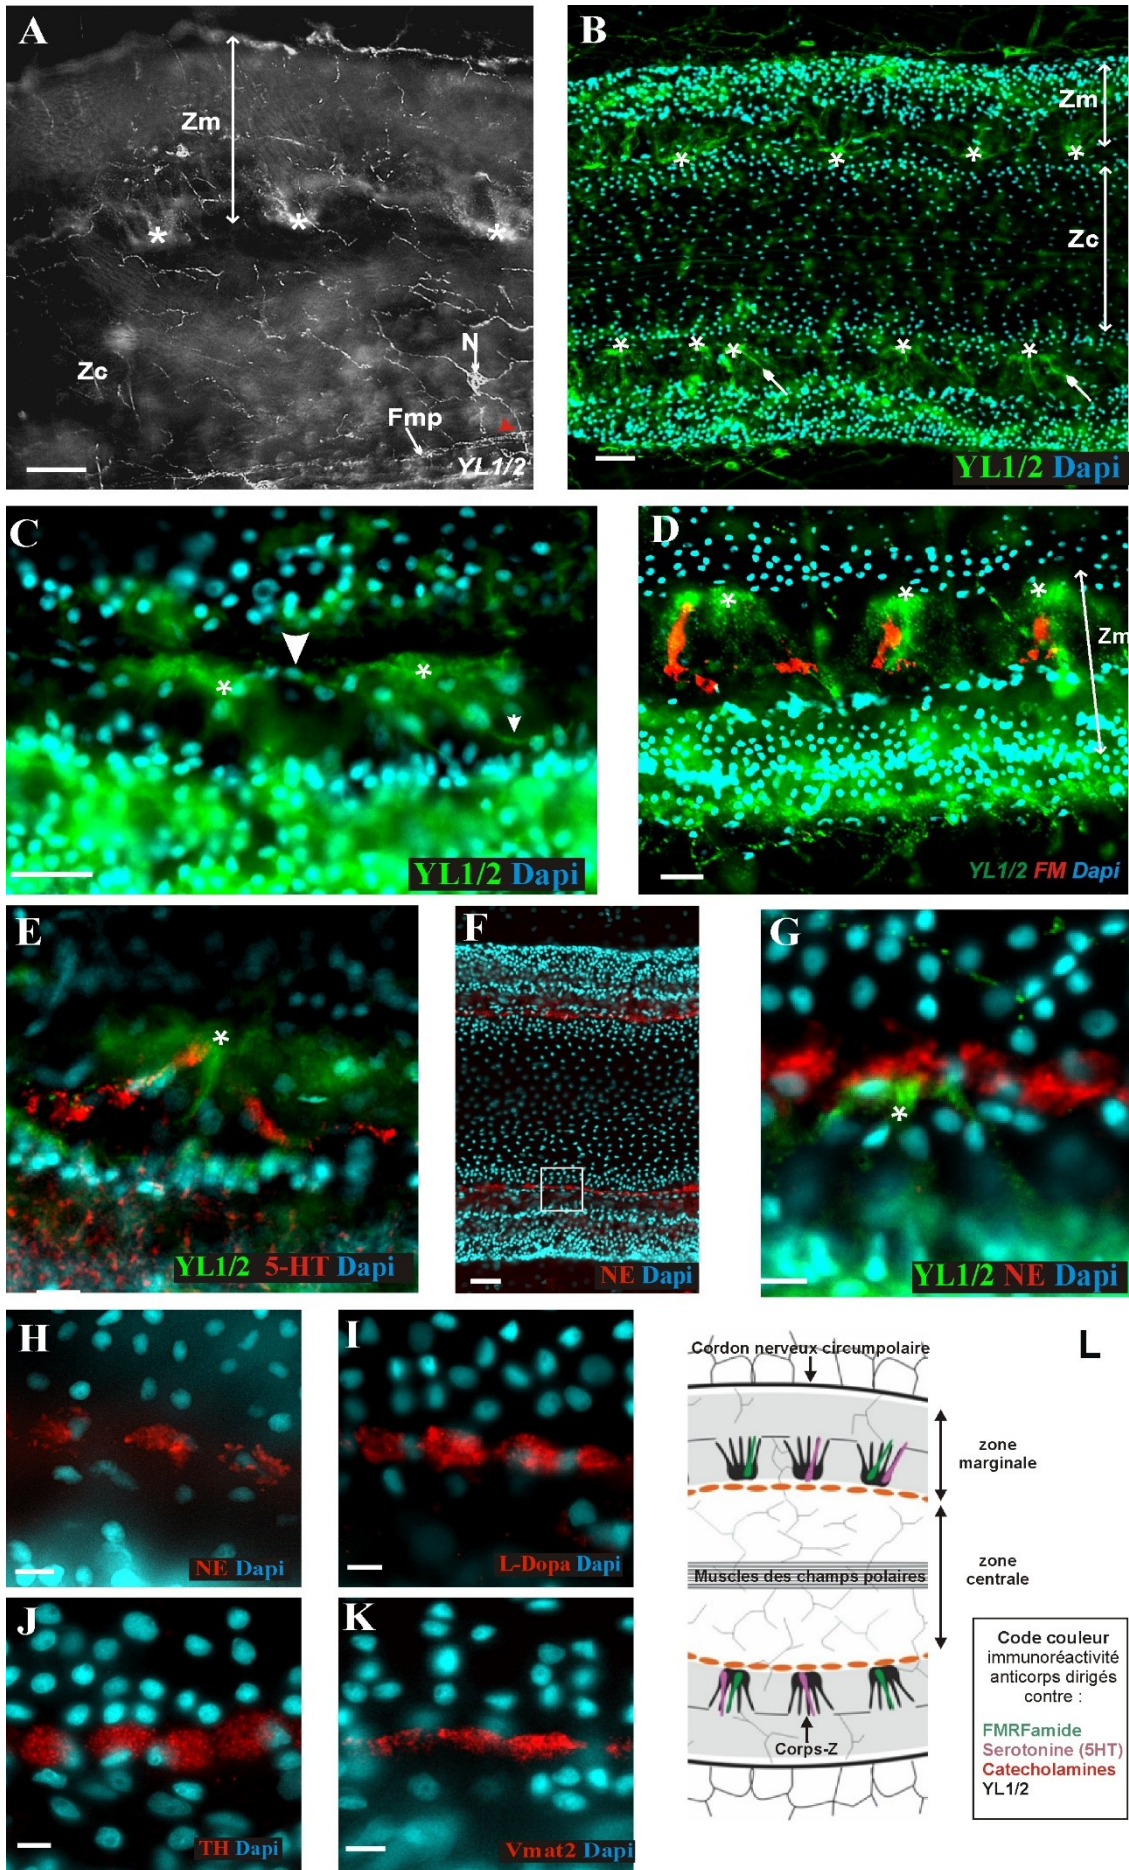 A
Zm
*
*
*
Zc
N
Fmp
YL1/2
B
Zm
* * * *
Zc
* * * * *
YL1/2 Dapi
C
* *
YL1/2 Dapi
D
* * *
Zm
YL1/2 FM Dapi
E
*
YL1/2 5-HT Dapi
F
NE Dapi
G
*
YL1/2 NE Dapi
H
NE Dapi
I
L-Dopa Dapi
J
TH Dapi
K
Vmat2 Dapi
L
Cordon nerveux circumpolaire
zone
marginale
zone
centrale
Muscles des champs polaires
Corps-Z
Code couleur
immunoréactivité
anticorps dirigés
contre :
FMRFamide
Serotonine (5HT)
Catecholamines
YL1/2